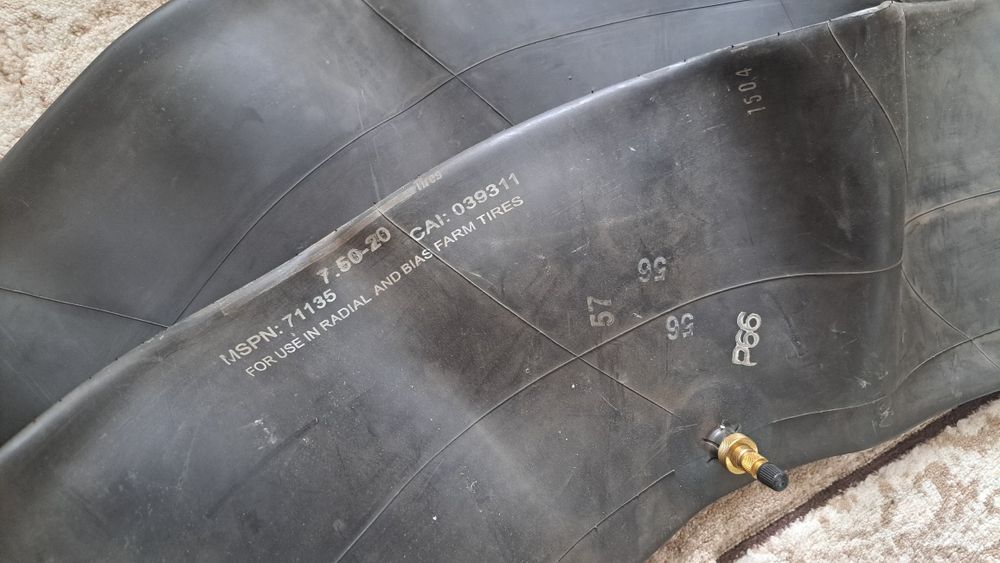 1504
Tires
7.50-20
MSPN: 71135 CAI: 039311
FOR USE IN RADIAL AND BIAS FARM TIRES
56
57
56
P66